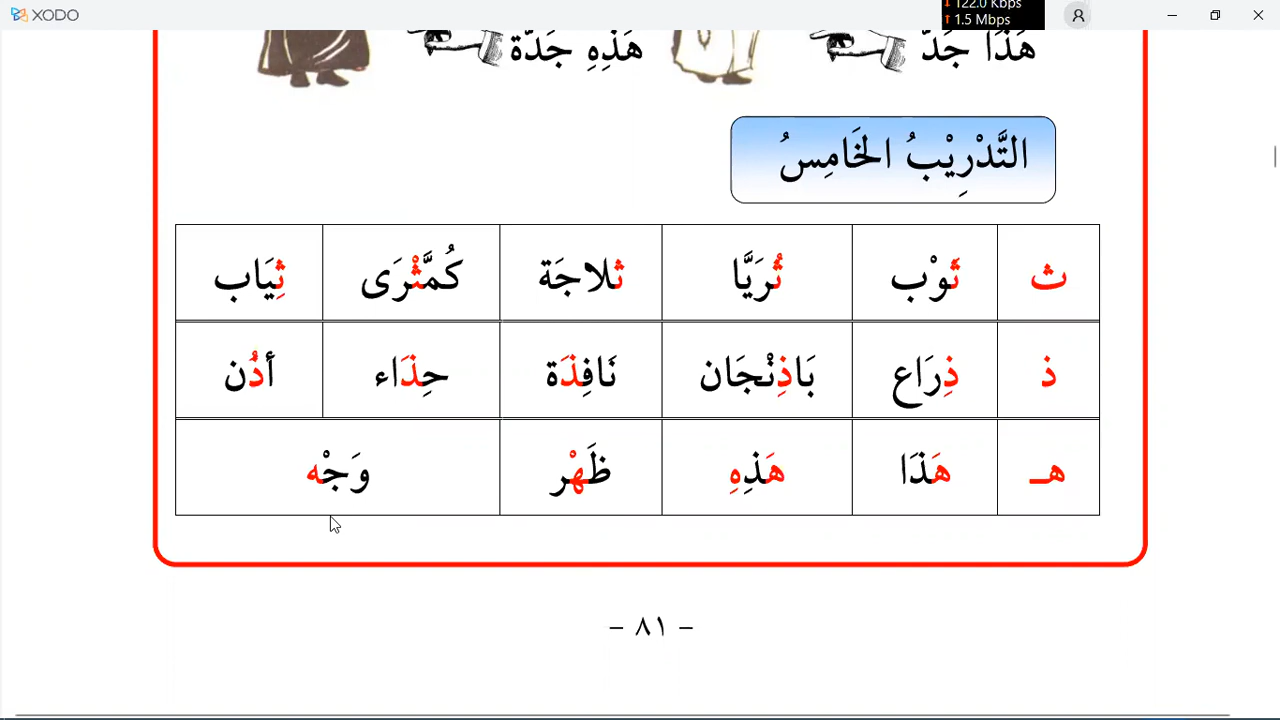 XODO
122.0 Kbps
1.5 Mbps
هَذَا جَدّ هَذِهِ جَدَّة
التَّدْرِيْبُ الخَامِسُ
ث ثَوْب ثُرَيَّا ثلاجَة كُمَّثْرَى ثِيَاب
ذ ذِرَاع بَاذِنْجَان نَافِذَة حِذَاء أذُن
هـ هَذَا هَذِهِ ظَهْر وَجْه
- ٨١ -